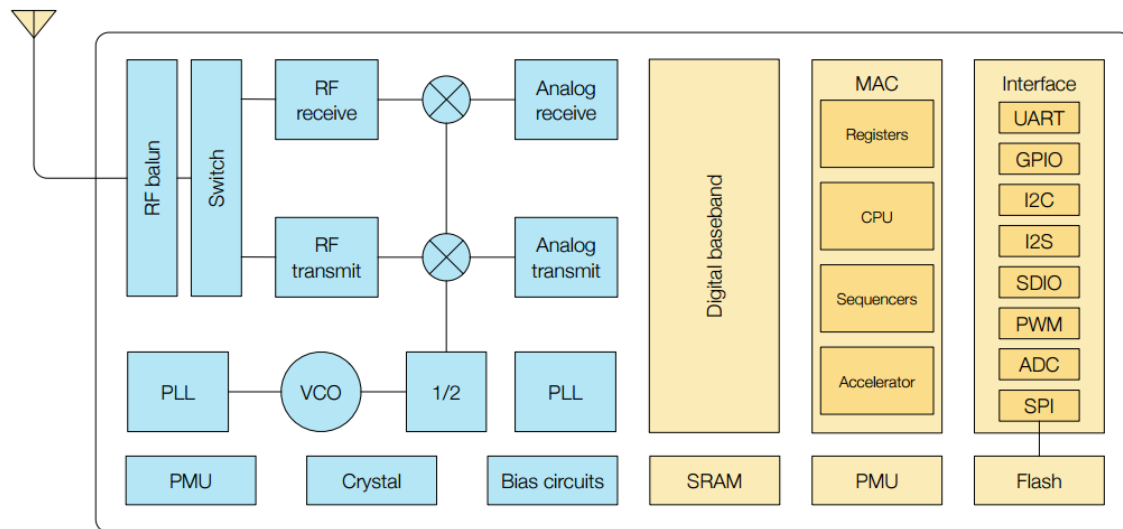 RF balun
Switch
RF
receive
Analog
receive
RF
transmit
Analog
transmit
PLL
VCO
1/2
PLL
PMU
Crystal
Bias circuits
Digital baseband
SRAM
MAC
Registers
CPU
Sequencers
Accelerator
PMU
Interface
UART
GPIO
I2C
I2S
SDIO
PWM
ADC
SPI
Flash